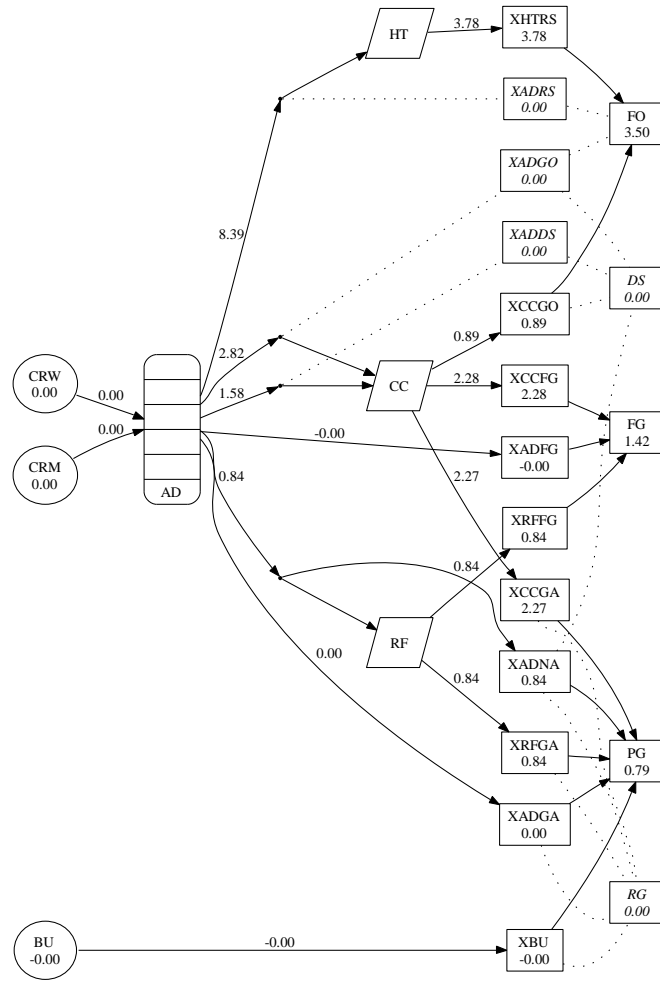 HT
3.78
XHTRS
3.78
XADRS
0.00
FO
3.50
XADGO
0.00
8.39
XADDS
0.00
DS
0.00
XCCGO
0.89
0.89
2.82
CRW
0.00
0.00
1.58
CC
2.28
XCCFG
2.28
FG
1.42
-0.00
XADFG
-0.00
0.00
CRM
0.00
AD
0.84
2.27
XRFFG
0.84
0.84
XCCGA
2.27
RF
0.00
XADNA
0.84
0.84
XRFGA
0.84
PG
0.79
XADGA
0.00
RG
0.00
BU
-0.00
-0.00
XBU
-0.00